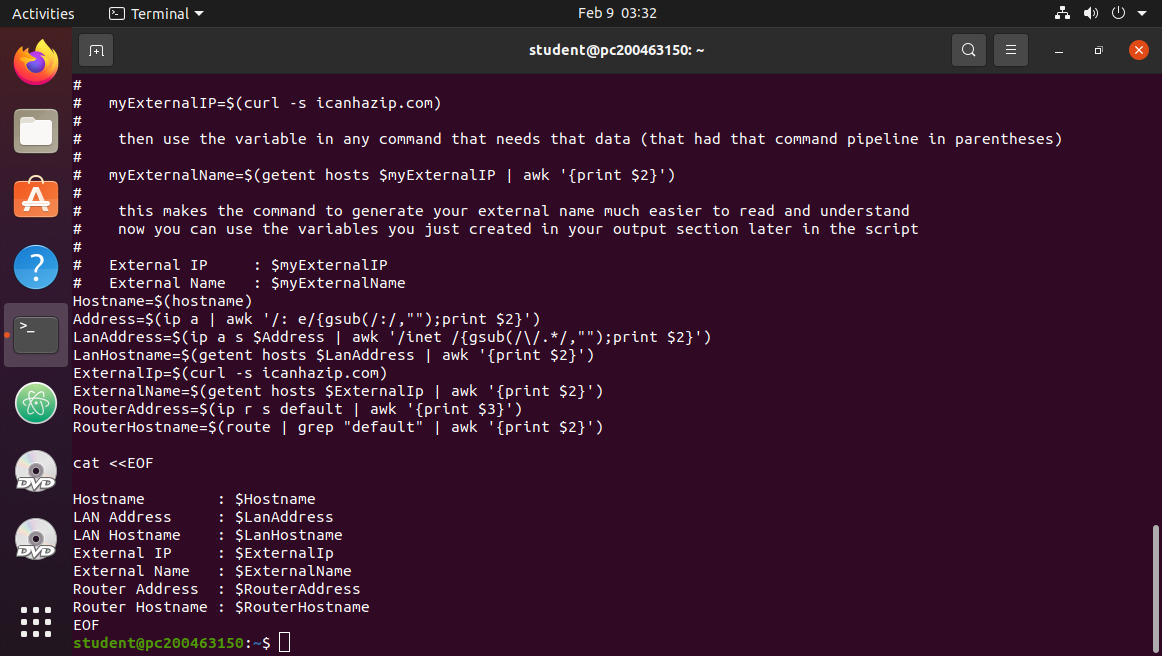 Activities Terminal Feb 9 03:32
student@pc200463150: ~
#
#   myExternalIP=$(curl -s icanhazip.com)
#
#    then use the variable in any command that needs that data (that had that command pipeline in parentheses)
#
#   myExternalName=$(getent hosts $myExternalIP | awk '{print $2}')
#
#    this makes the command to generate your external name much easier to read and understand
#    now you can use the variables you just created in your output section later in the script
#
#   External IP     : $myExternalIP
#   External Name   : $myExternalName
Hostname=$(hostname)
Address=$(ip a | awk '/: e/{gsub(/:/,"");print $2}')
LanAddress=$(ip a s $Address | awk '/inet /{gsub(/\/.*/,"");print $2}')
LanHostname=$(getent hosts $LanAddress | awk '{print $2}')
ExternalIp=$(curl -s icanhazip.com)
ExternalName=$(getent hosts $ExternalIp | awk '{print $2}')
RouterAddress=$(ip r s default | awk '{print $3}')
RouterHostname=$(route | grep "default" | awk '{print $2}')
cat <<EOF
Hostname        : $Hostname
LAN Address     : $LanAddress
LAN Hostname    : $LanHostname
External IP     : $ExternalIp
External Name   : $ExternalName
Router Address  : $RouterAddress
Router Hostname : $RouterHostname
EOF
student@pc200463150:~$
>_
?
DVD
DVD